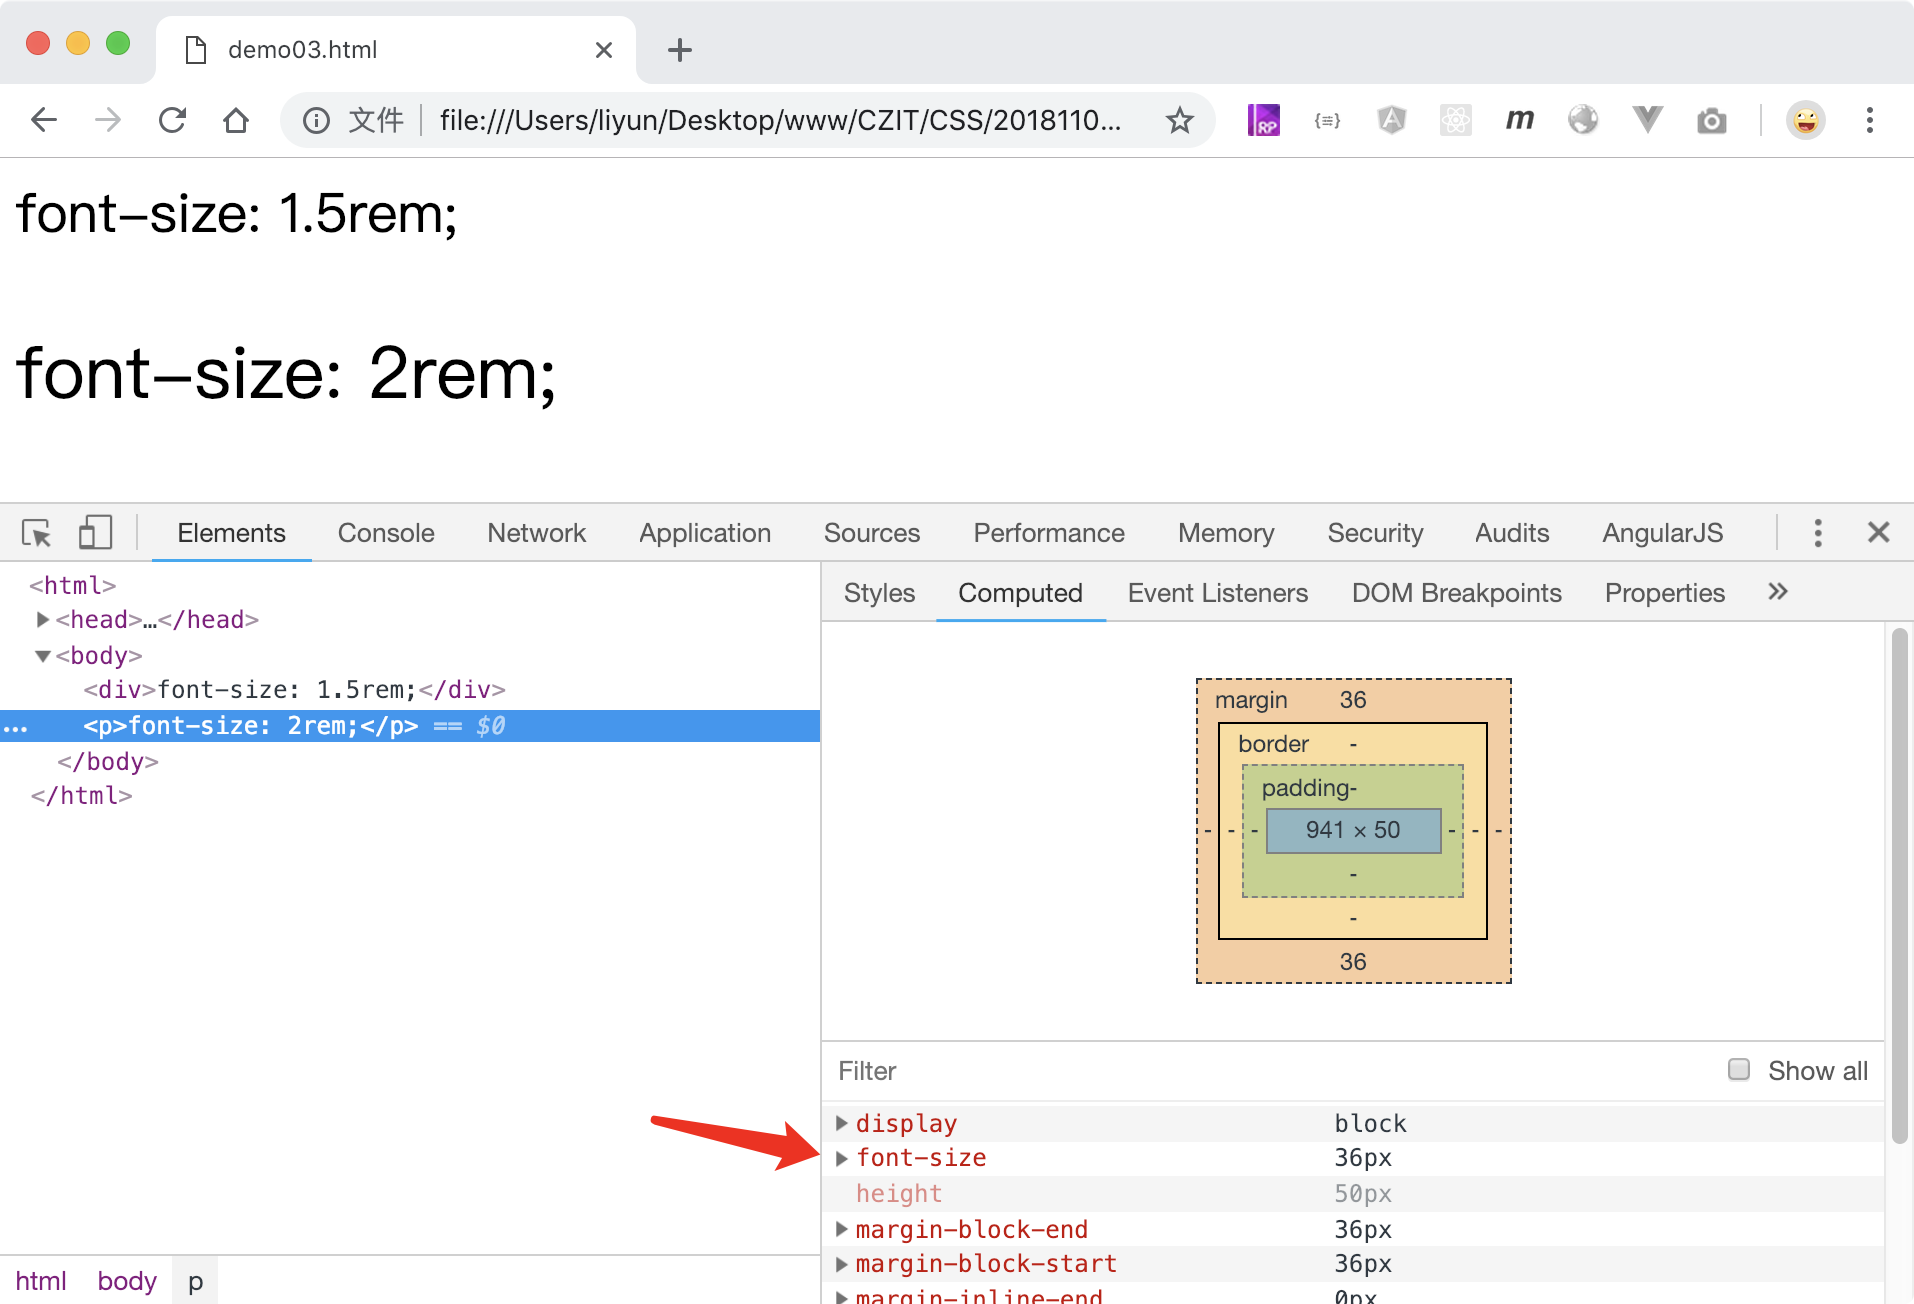 demo03.html
文件 file:///Users/liyun/Desktop/www/CZIT/CSS/2018110...
RP
m
font-size: 1.5rem;
font-size: 2rem;
Elements Console Network Application Sources Performance Memory Security Audits AngularJS
<html>
<head>…</head>
<body>
<div>font-size: 1.5rem;</div>
... <p>font-size: 2rem;</p> == $0
</body>
</html>
html body p
Styles Computed Event Listeners DOM Breakpoints Properties »
margin 36
border -
padding-
- - - 941 × 50 - - -
-
-
36
Filter Show all
display block
font-size 36px
height 50px
margin-block-end 36px
margin-block-start 36px
margin-inline-end 0px